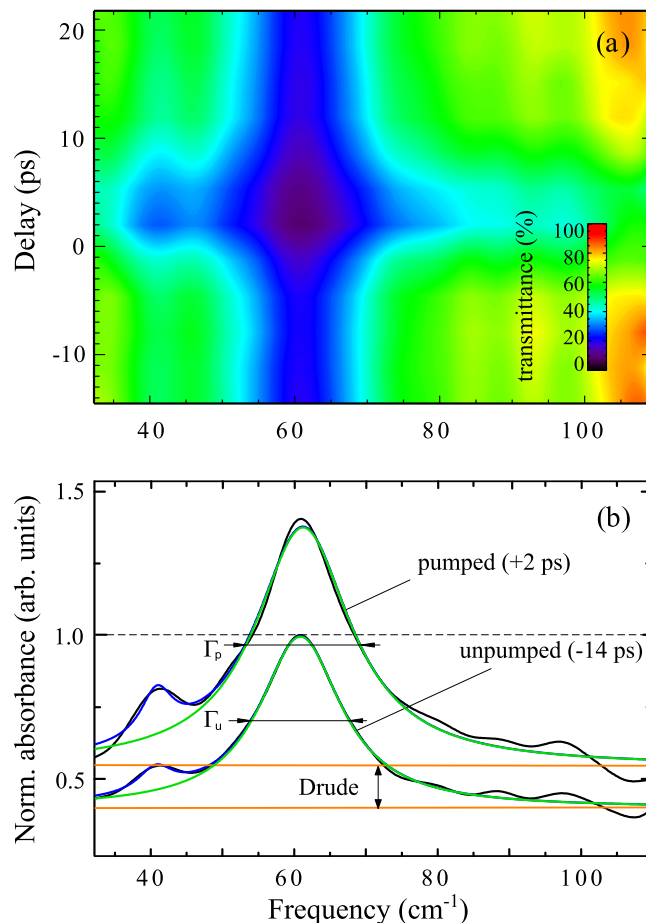 (a)
20
10
0
-10
Delay (ps)
transmittance (%)
100
80
60
40
20
0
40 60 80 100
(b)
1.5
1.0
0.5
Norm. absorbance (arb. units)
pumped (+2 ps)
Γp
unpumped (-14 ps)
Γu
Drude
40 60 80 100
Frequency (cm⁻¹)